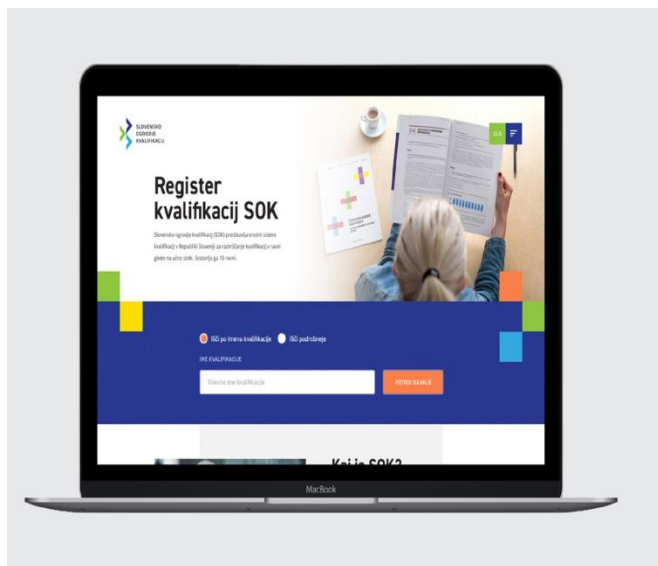 SLOVENSKO
OGRODJE
KVALIFIKACIJ
Register
kvalifikacij SOK
Slovensko ogrodje kvalifikacij (SOK) predstavlja enotni sistem
kvalifikacij v Republiki Sloveniji za razvrščanje kvalifikacij v ravni
glede na učne izide. Sestavlja ga 10 ravni.
Išči po imenu kvalifikacije
Išči podrobneje
IME KVALIFIKACIJE
Vnesite ime kvalifikacije
POTRDI ISKANJE
Kaj je SOK?
MacBook